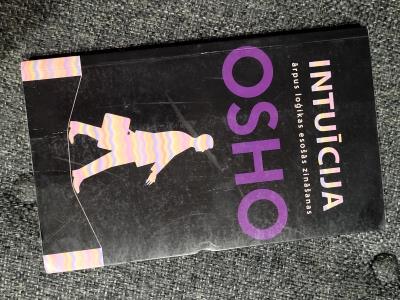 INTUĪCIJA
ārpus loģikas esošās zināšanas
OSHO